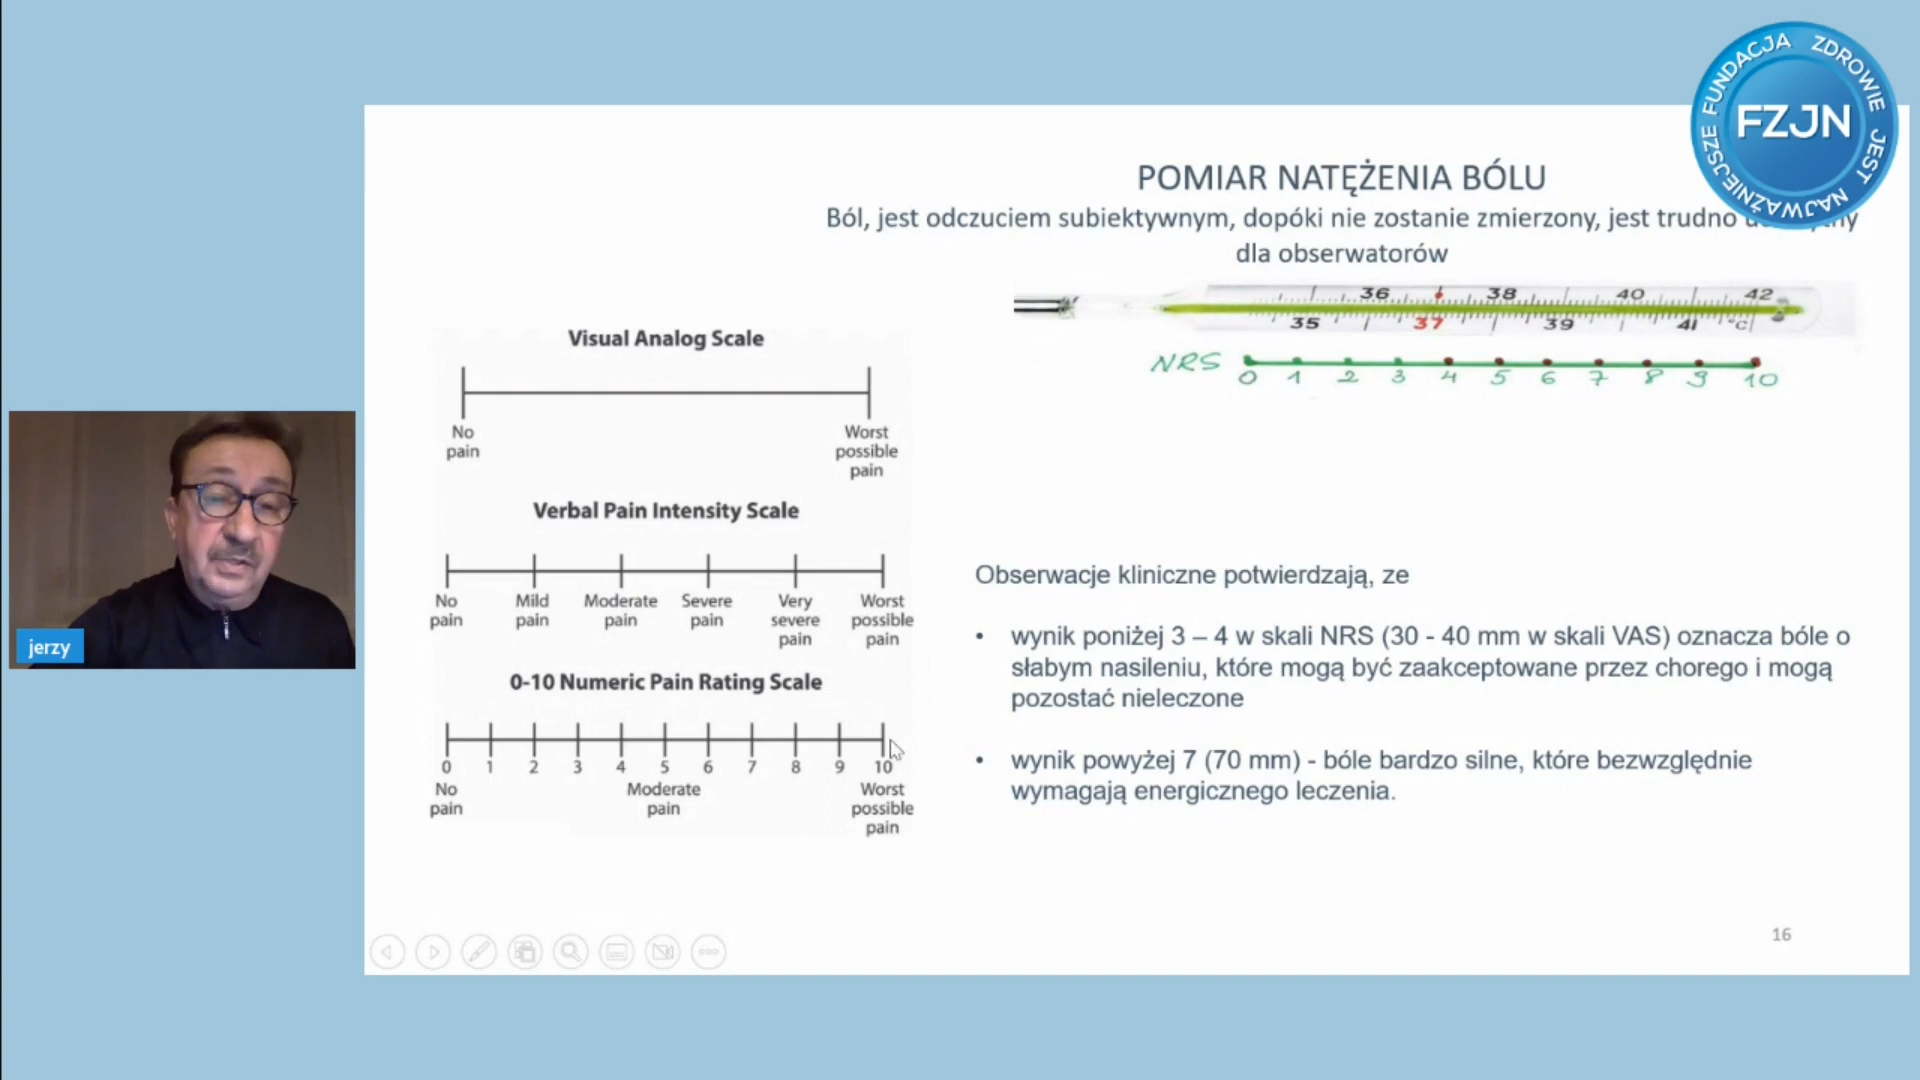 FUNDACJA ZDROWIE JEST NAJWAŻNIEJSZE
FZJN
POMIAR NATĘŻENIA BÓLU
Ból, jest odczuciem subiektywnym, dopóki nie zostanie zmierzony, jest trudno
dla obserwatorów
36 38 40 42
35 37 39 41 °C
NRS
0 1 2 3 4 5 6 7 8 9 10
Visual Analog Scale
No
pain
Worst
possible
pain
Verbal Pain Intensity Scale
No
pain
Mild
pain
Moderate
pain
Severe
pain
Very
severe
pain
Worst
possible
pain
0-10 Numeric Pain Rating Scale
0 1 2 3 4 5 6 7 8 9 10
No
pain
Moderate
pain
Worst
possible
pain
Obserwacje kliniczne potwierdzają, ze
• wynik poniżej 3 – 4 w skali NRS (30 - 40 mm w skali VAS) oznacza bóle o
słabym nasileniu, które mogą być zaakceptowane przez chorego i mogą
pozostać nieleczone
• wynik powyżej 7 (70 mm) - bóle bardzo silne, które bezwzględnie
wymagają energicznego leczenia.
jerzy
16